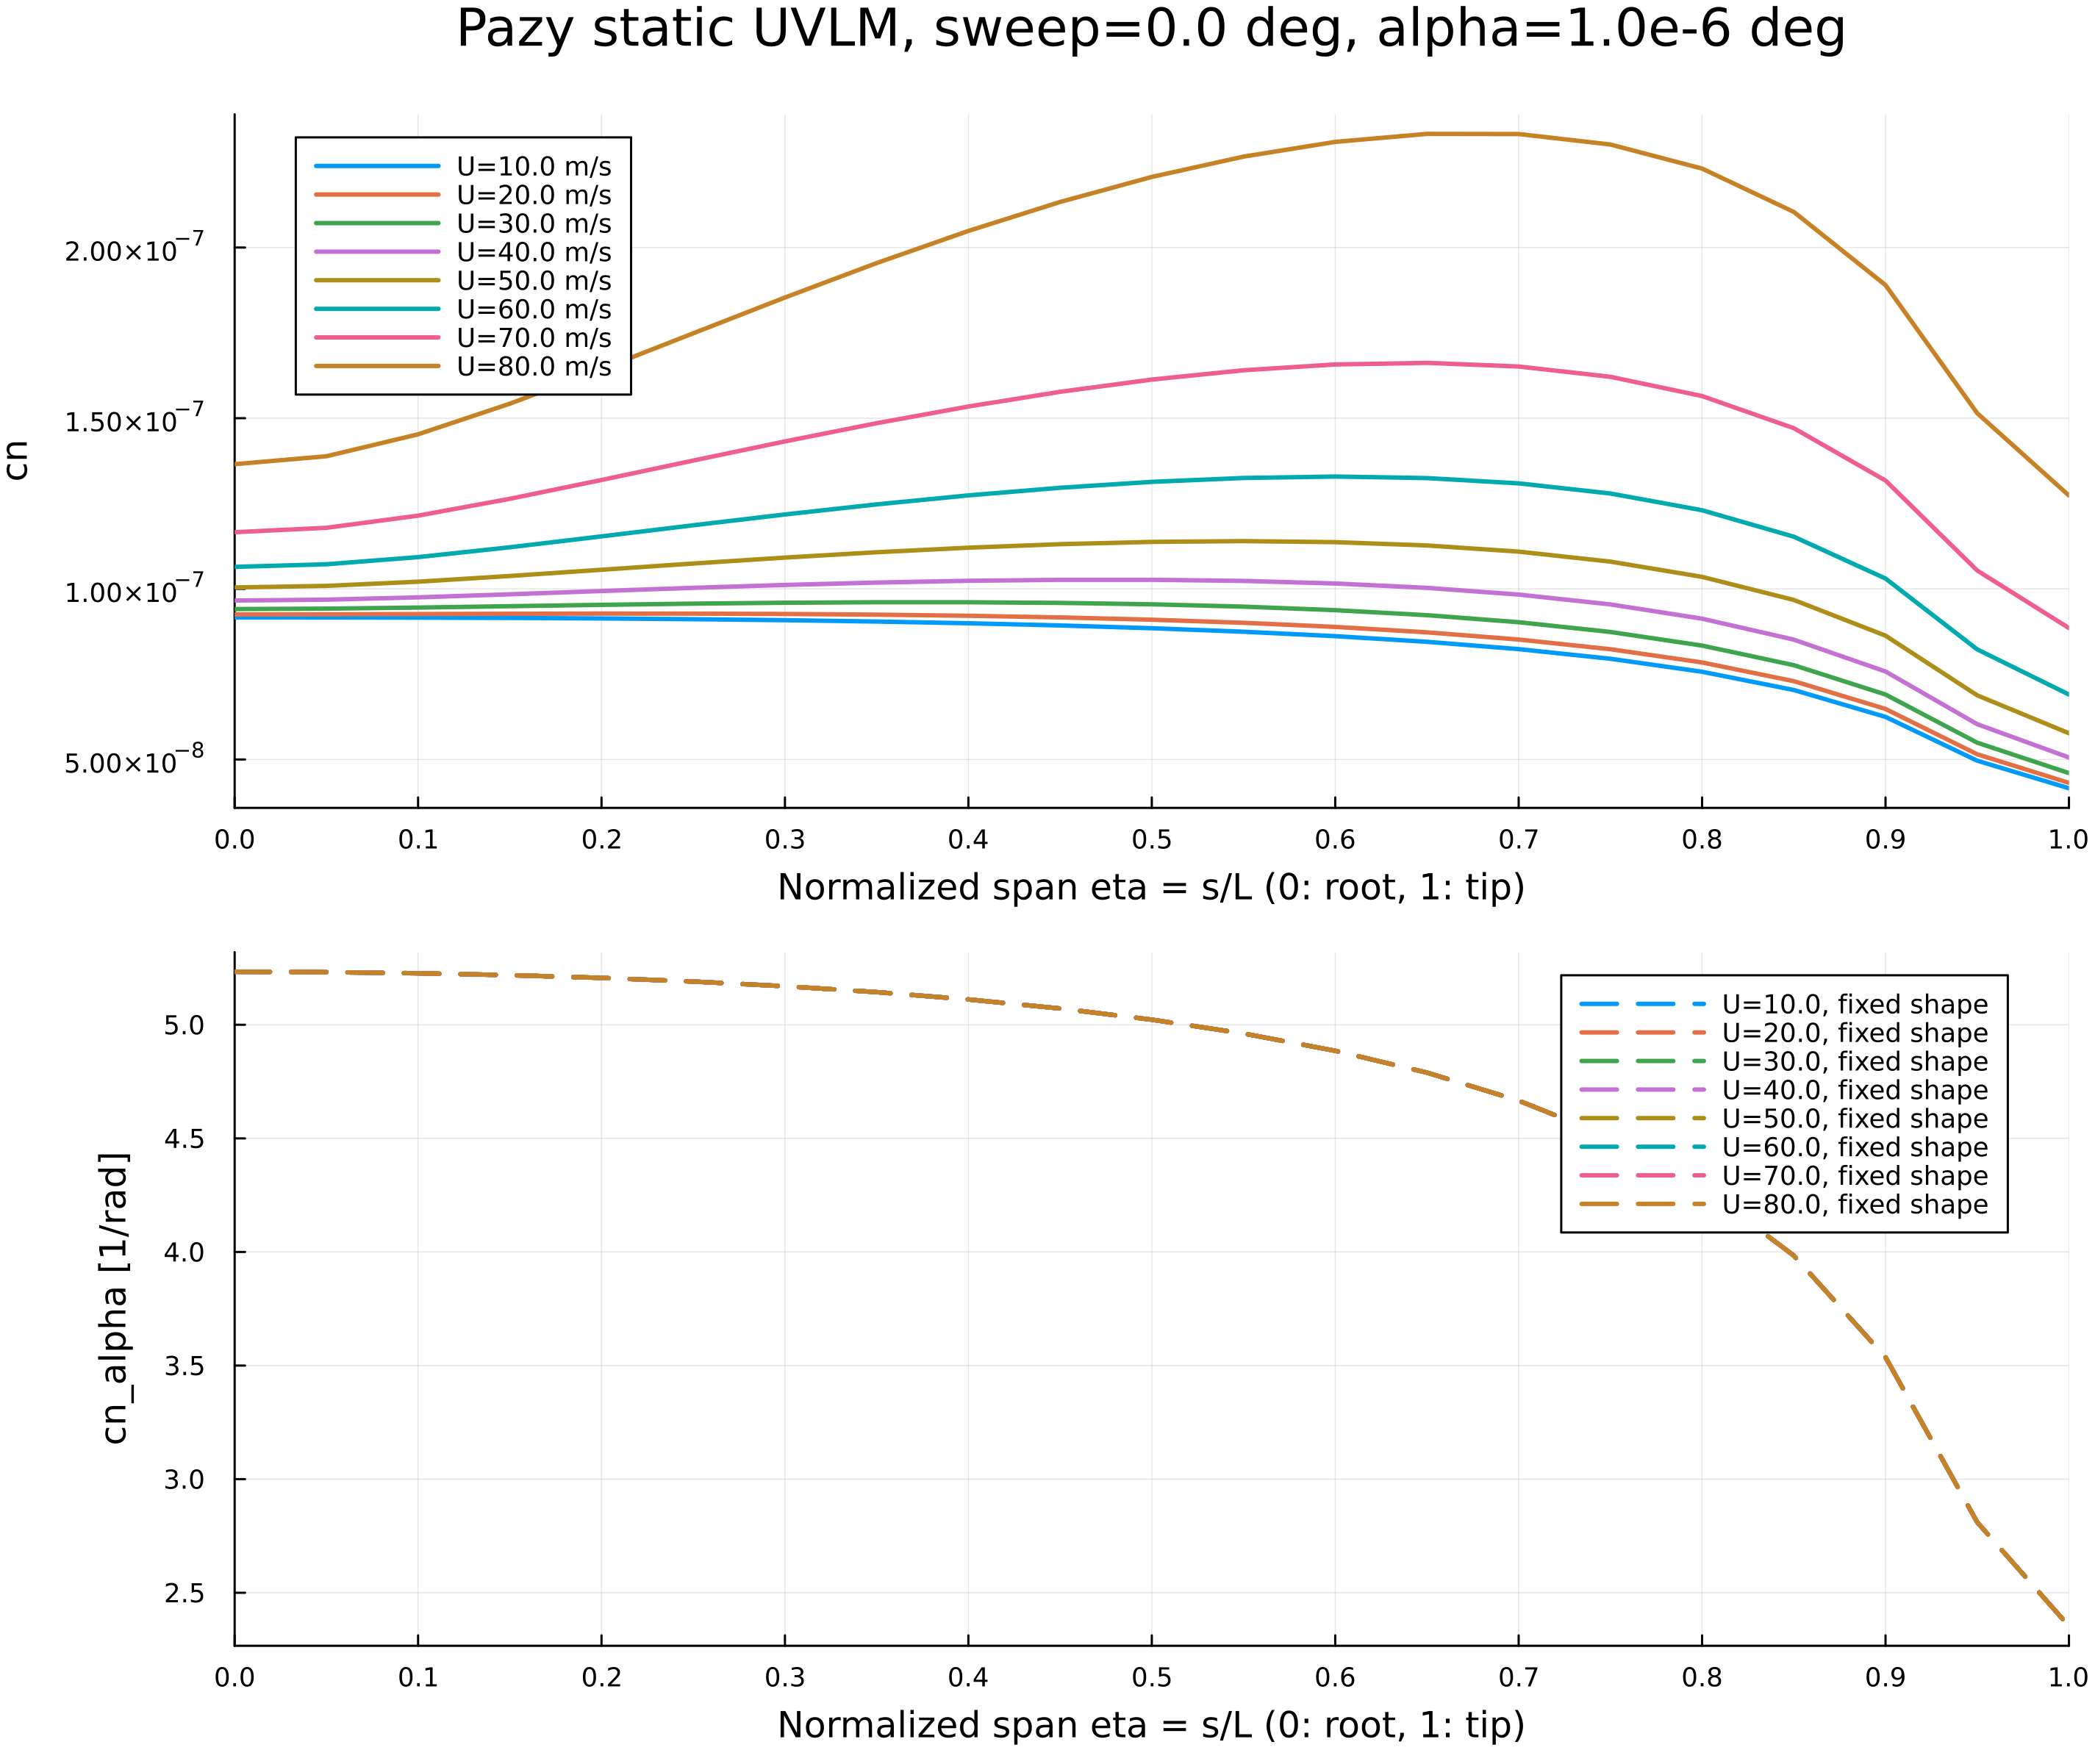 Pazy static UVLM, sweep=0.0 deg, alpha=1.0e-6 deg
cn
2.00×10⁻⁷
1.50×10⁻⁷
1.00×10⁻⁷
5.00×10⁻⁸
U=10.0 m/s
U=20.0 m/s
U=30.0 m/s
U=40.0 m/s
U=50.0 m/s
U=60.0 m/s
U=70.0 m/s
U=80.0 m/s
0.0 0.1 0.2 0.3 0.4 0.5 0.6 0.7 0.8 0.9 1.0
Normalized span eta = s/L (0: root, 1: tip)
cn_alpha [1/rad]
5.0
4.5
4.0
3.5
3.0
2.5
U=10.0, fixed shape
U=20.0, fixed shape
U=30.0, fixed shape
U=40.0, fixed shape
U=50.0, fixed shape
U=60.0, fixed shape
U=70.0, fixed shape
U=80.0, fixed shape
0.0 0.1 0.2 0.3 0.4 0.5 0.6 0.7 0.8 0.9 1.0
Normalized span eta = s/L (0: root, 1: tip)